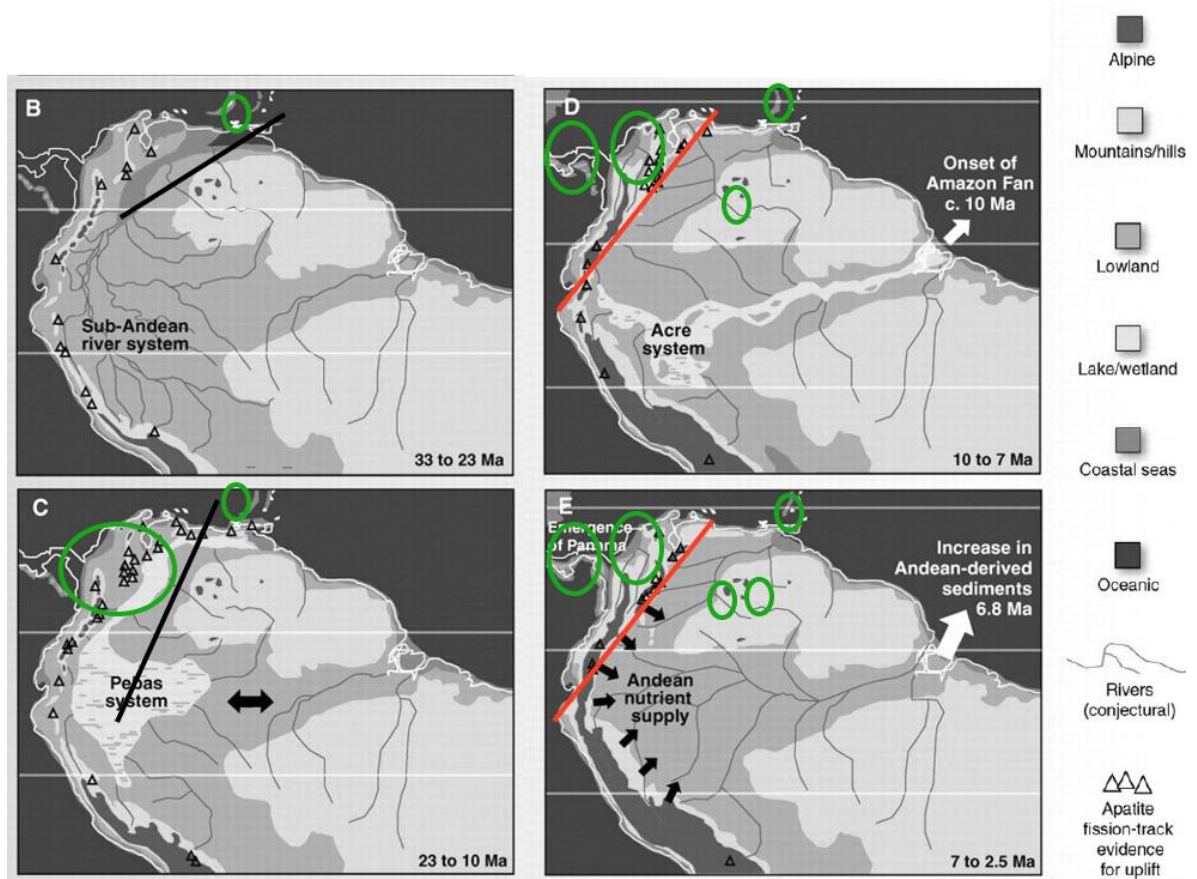 B
Sub-Andean
river system
33 to 23 Ma
D
Onset of
Amazon Fan
c. 10 Ma
Acre
system
10 to 7 Ma
C
Pebas
system
23 to 10 Ma
E
Emergence
of Panama
Increase in
Andean-derived
sediments
6.8 Ma
Andean
nutrient
supply
7 to 2.5 Ma
Alpine
Mountains/hills
Lowland
Lake/wetland
Coastal seas
Oceanic
Rivers
(conjectural)
Apatite
fission-track
evidence
for uplift